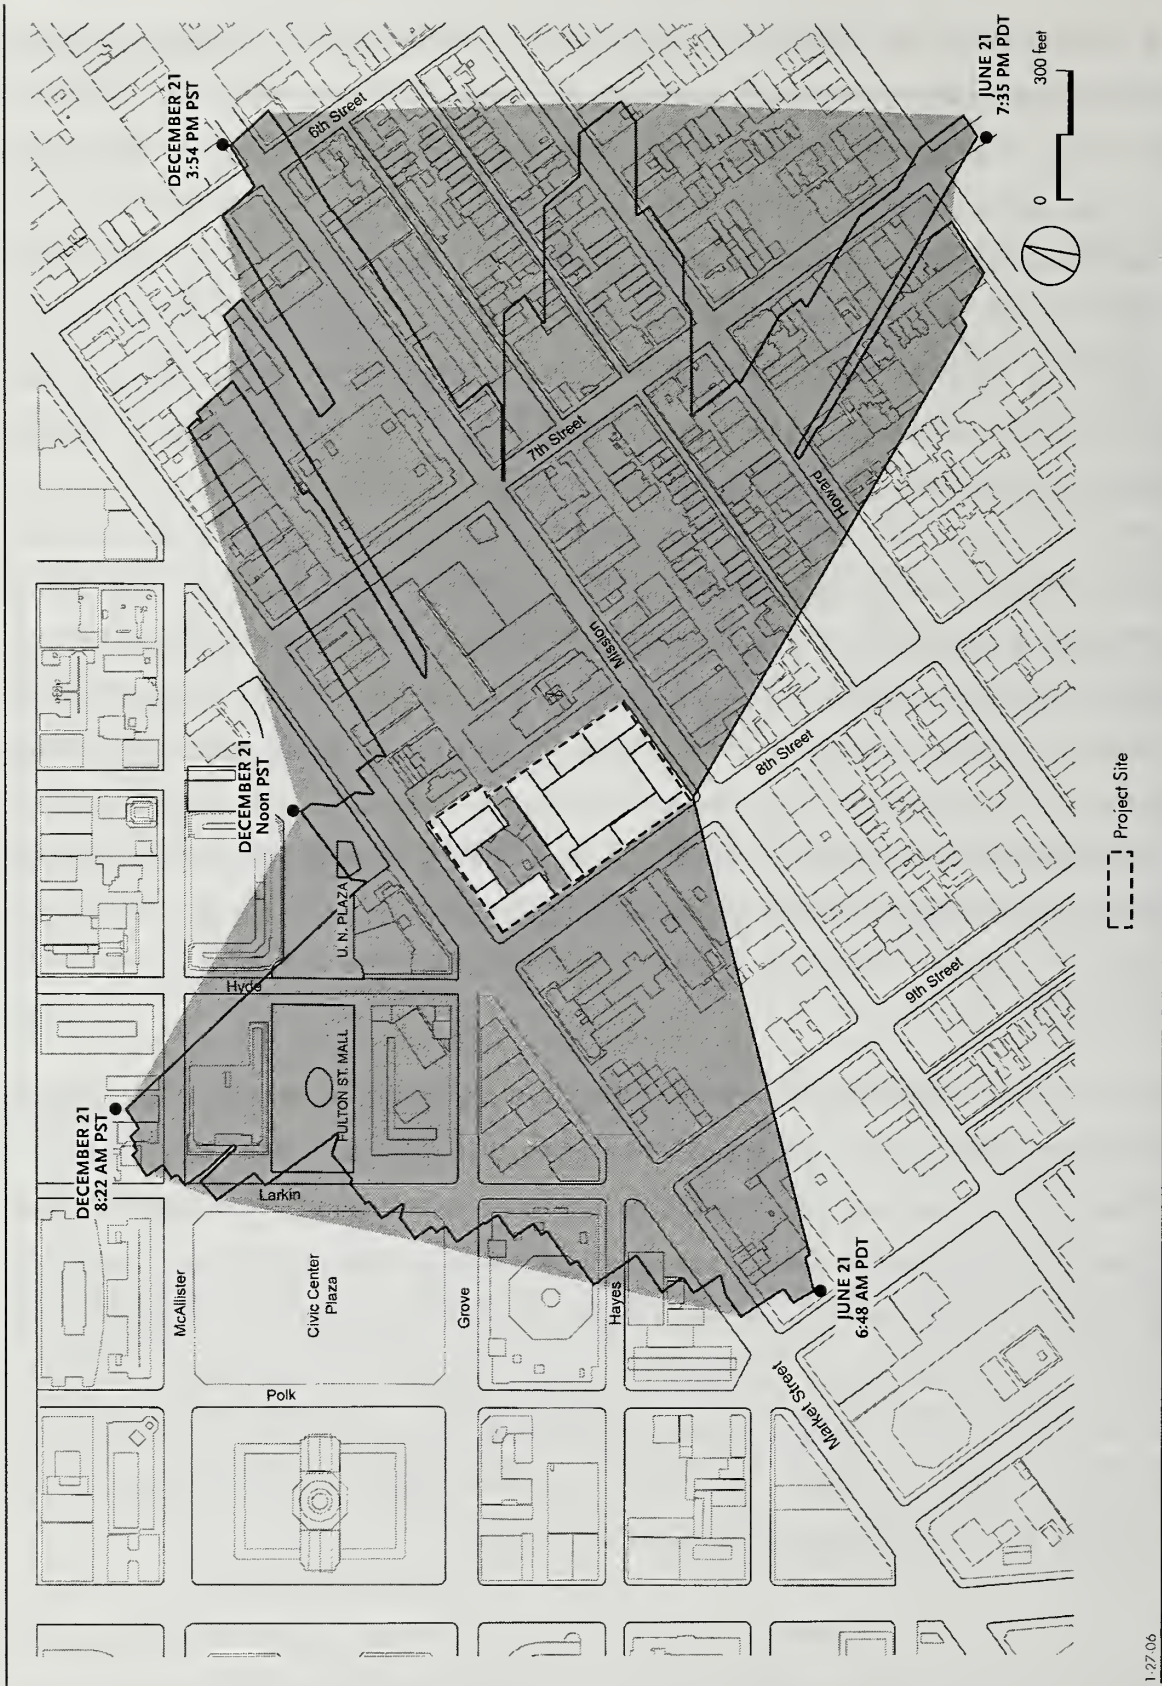 DECEMBER 21
8:22 AM PST
DECEMBER 21
Noon PST
DECEMBER 21
3:54 PM PST
JUNE 21
6:48 AM PDT
JUNE 21
7:35 PM PDT
McAllister
Civic Center
Plaza
Polk
Larkin
Grove
Hayes
Hyde
FULTON ST. MALL
U. N. PLAZA
Market Street
Mission
Howard
6th Street
7th Street
8th Street
9th Street
0
300 feet
Project Site
1·27·06